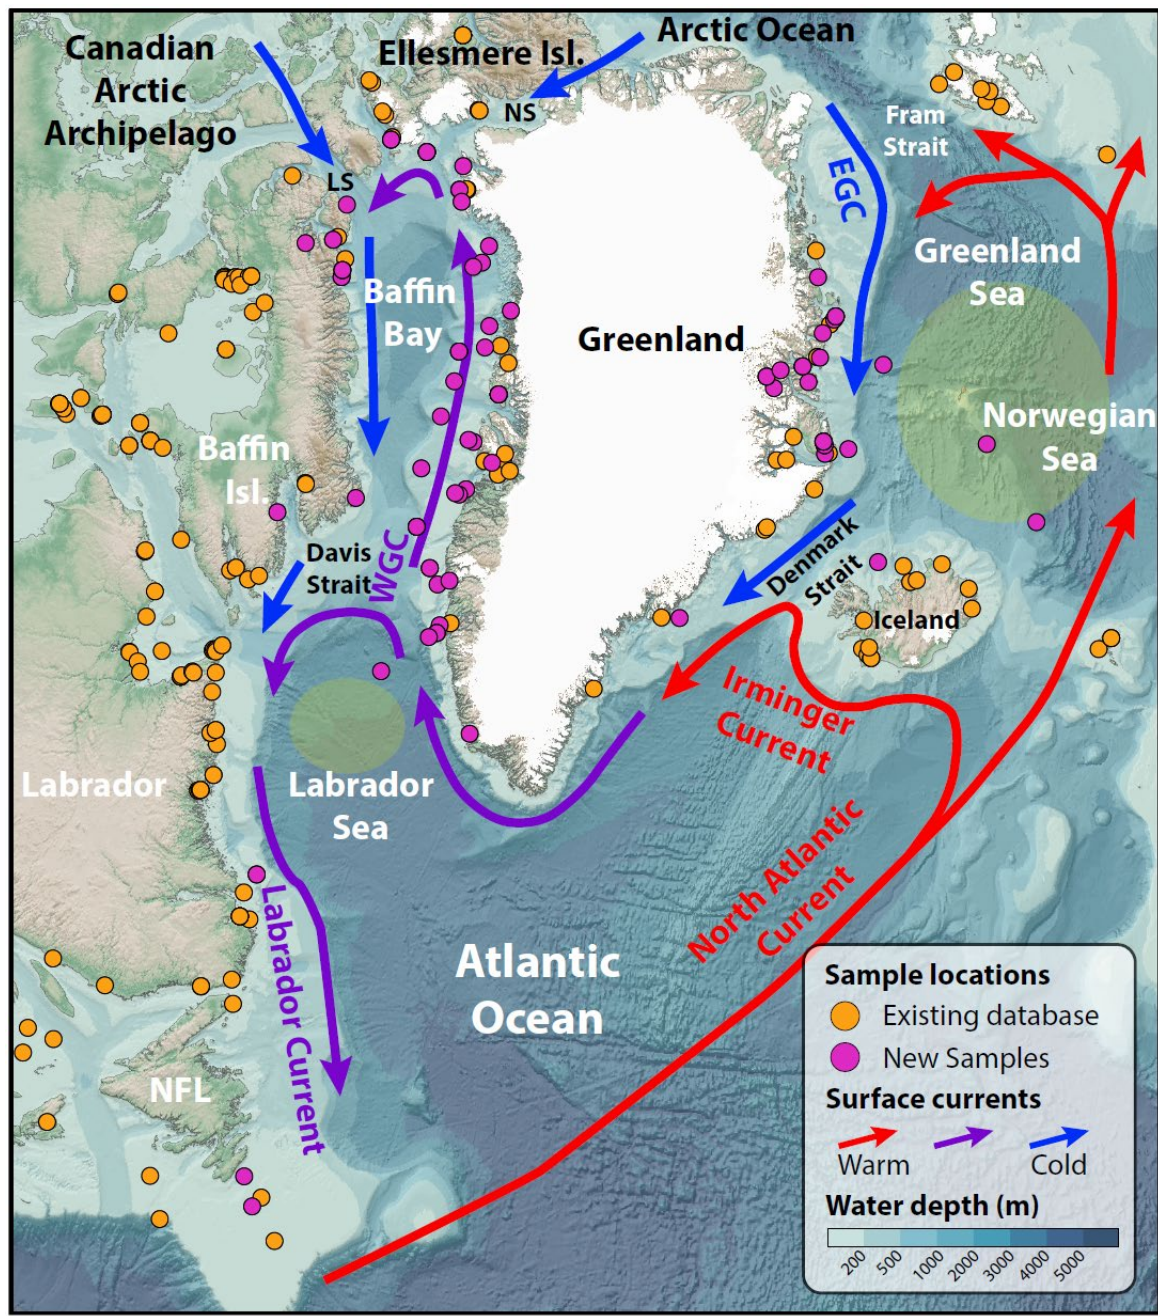 Canadian
Arctic
Archipelago
Ellesmere Isl.
Arctic Ocean
NS
LS
Fram
Strait
EGC
Greenland
Sea
Baffin
Bay
Greenland
Norwegian
Sea
Baffin
Isl.
Davis
Strait
WGC
Denmark
Strait
Iceland
Irminger
Current
Labrador
Labrador
Sea
North Atlantic
Current
Labrador Current
Atlantic
Ocean
NFL
Sample locations
Existing database
New Samples
Surface currents
Warm
Cold
Water depth (m)
200
500
1000
2000
3000
4000
5000